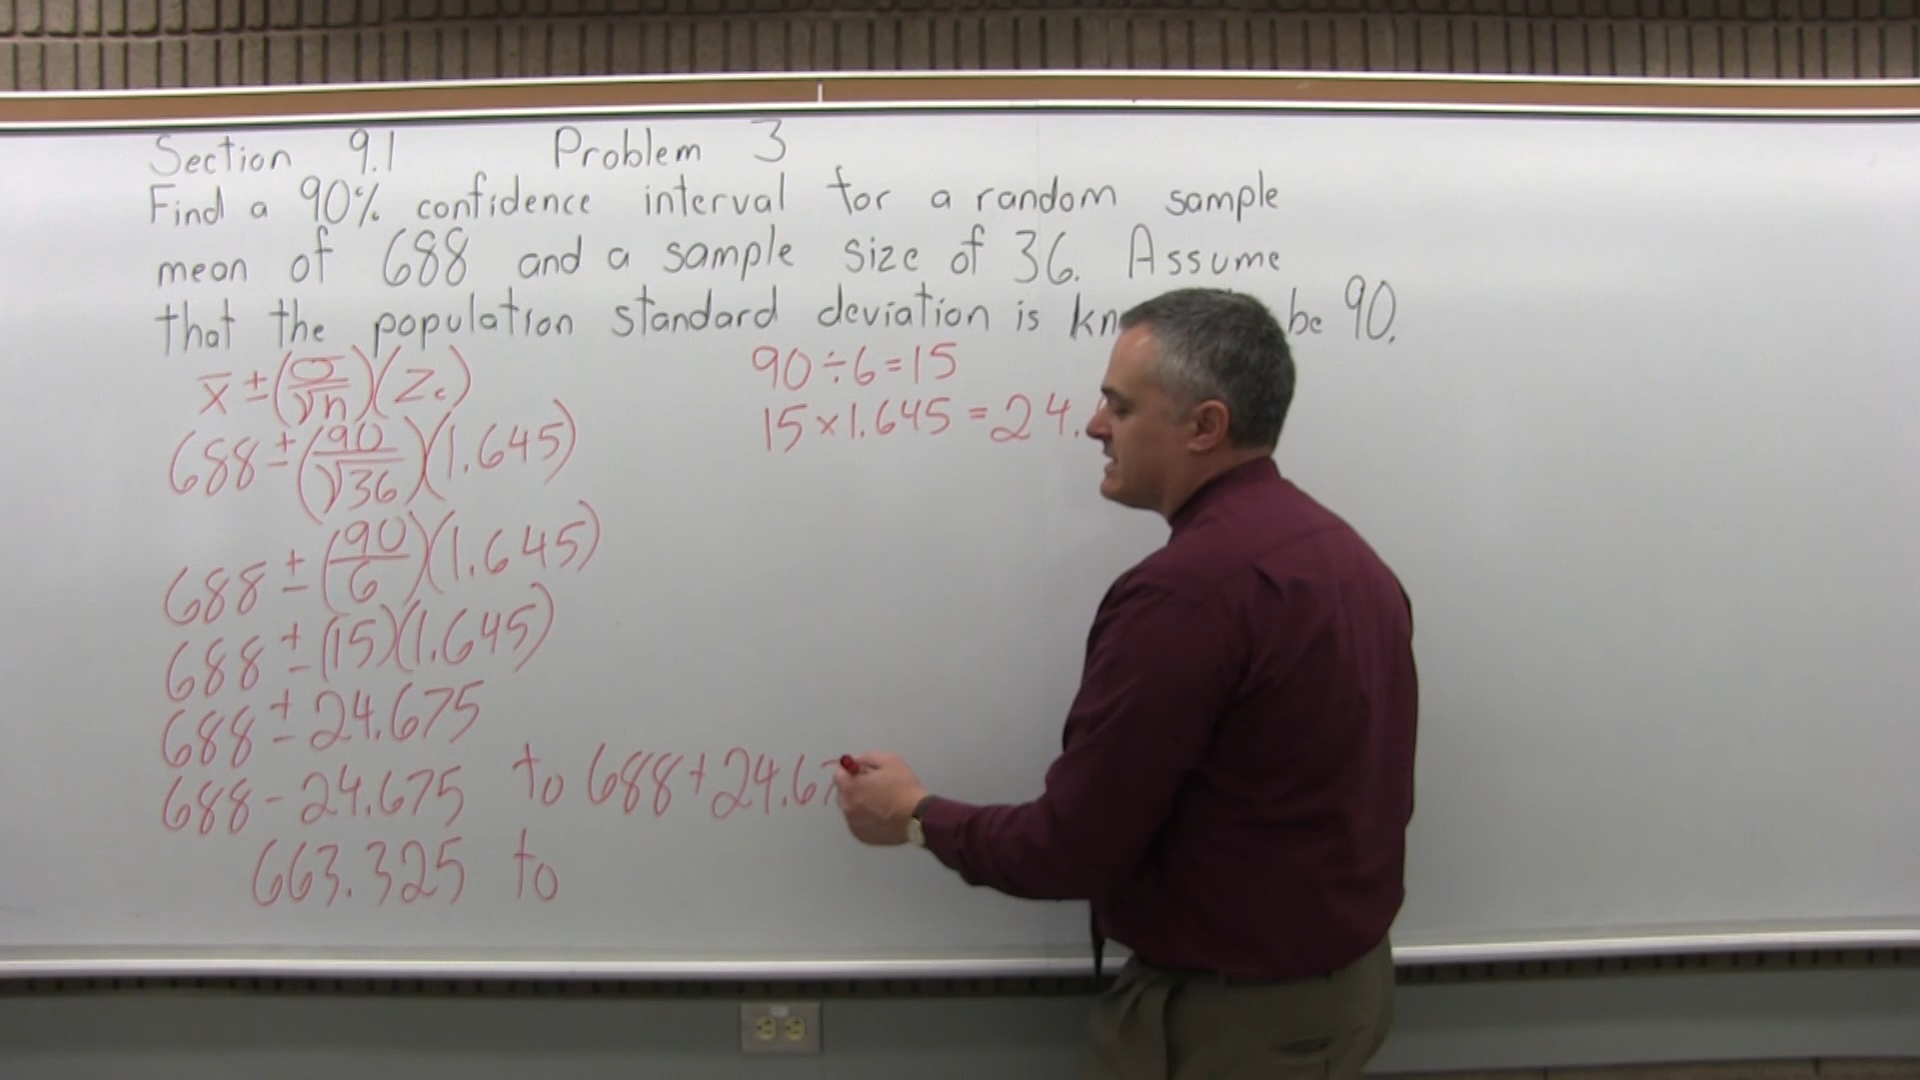 Section 9.1 Problem 3
Find a 90% confidence interval for a random sample
mean of 688 and a sample size of 36. Assume
that the population standard deviation is be 90.
x̄ ± (σ/√n)(Zc)
688 ± (90/√36)(1.645)
688 ± (90/6)(1.645)
688 ± (15)(1.645)
688 ± 24.675
688 - 24.675 to 688 + 24.67
663.325 to
90 ÷ 6 = 15
15 × 1.645 = 24.